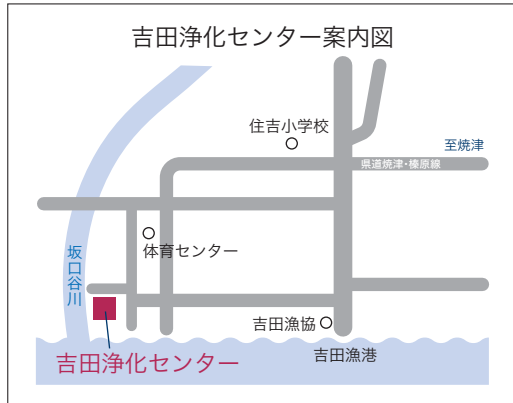 吉田浄化センター案内図
住吉小学校
至焼津
県道焼津・榛原線
体育センター
坂口谷川
吉田漁協
吉田漁港
吉田浄化センター